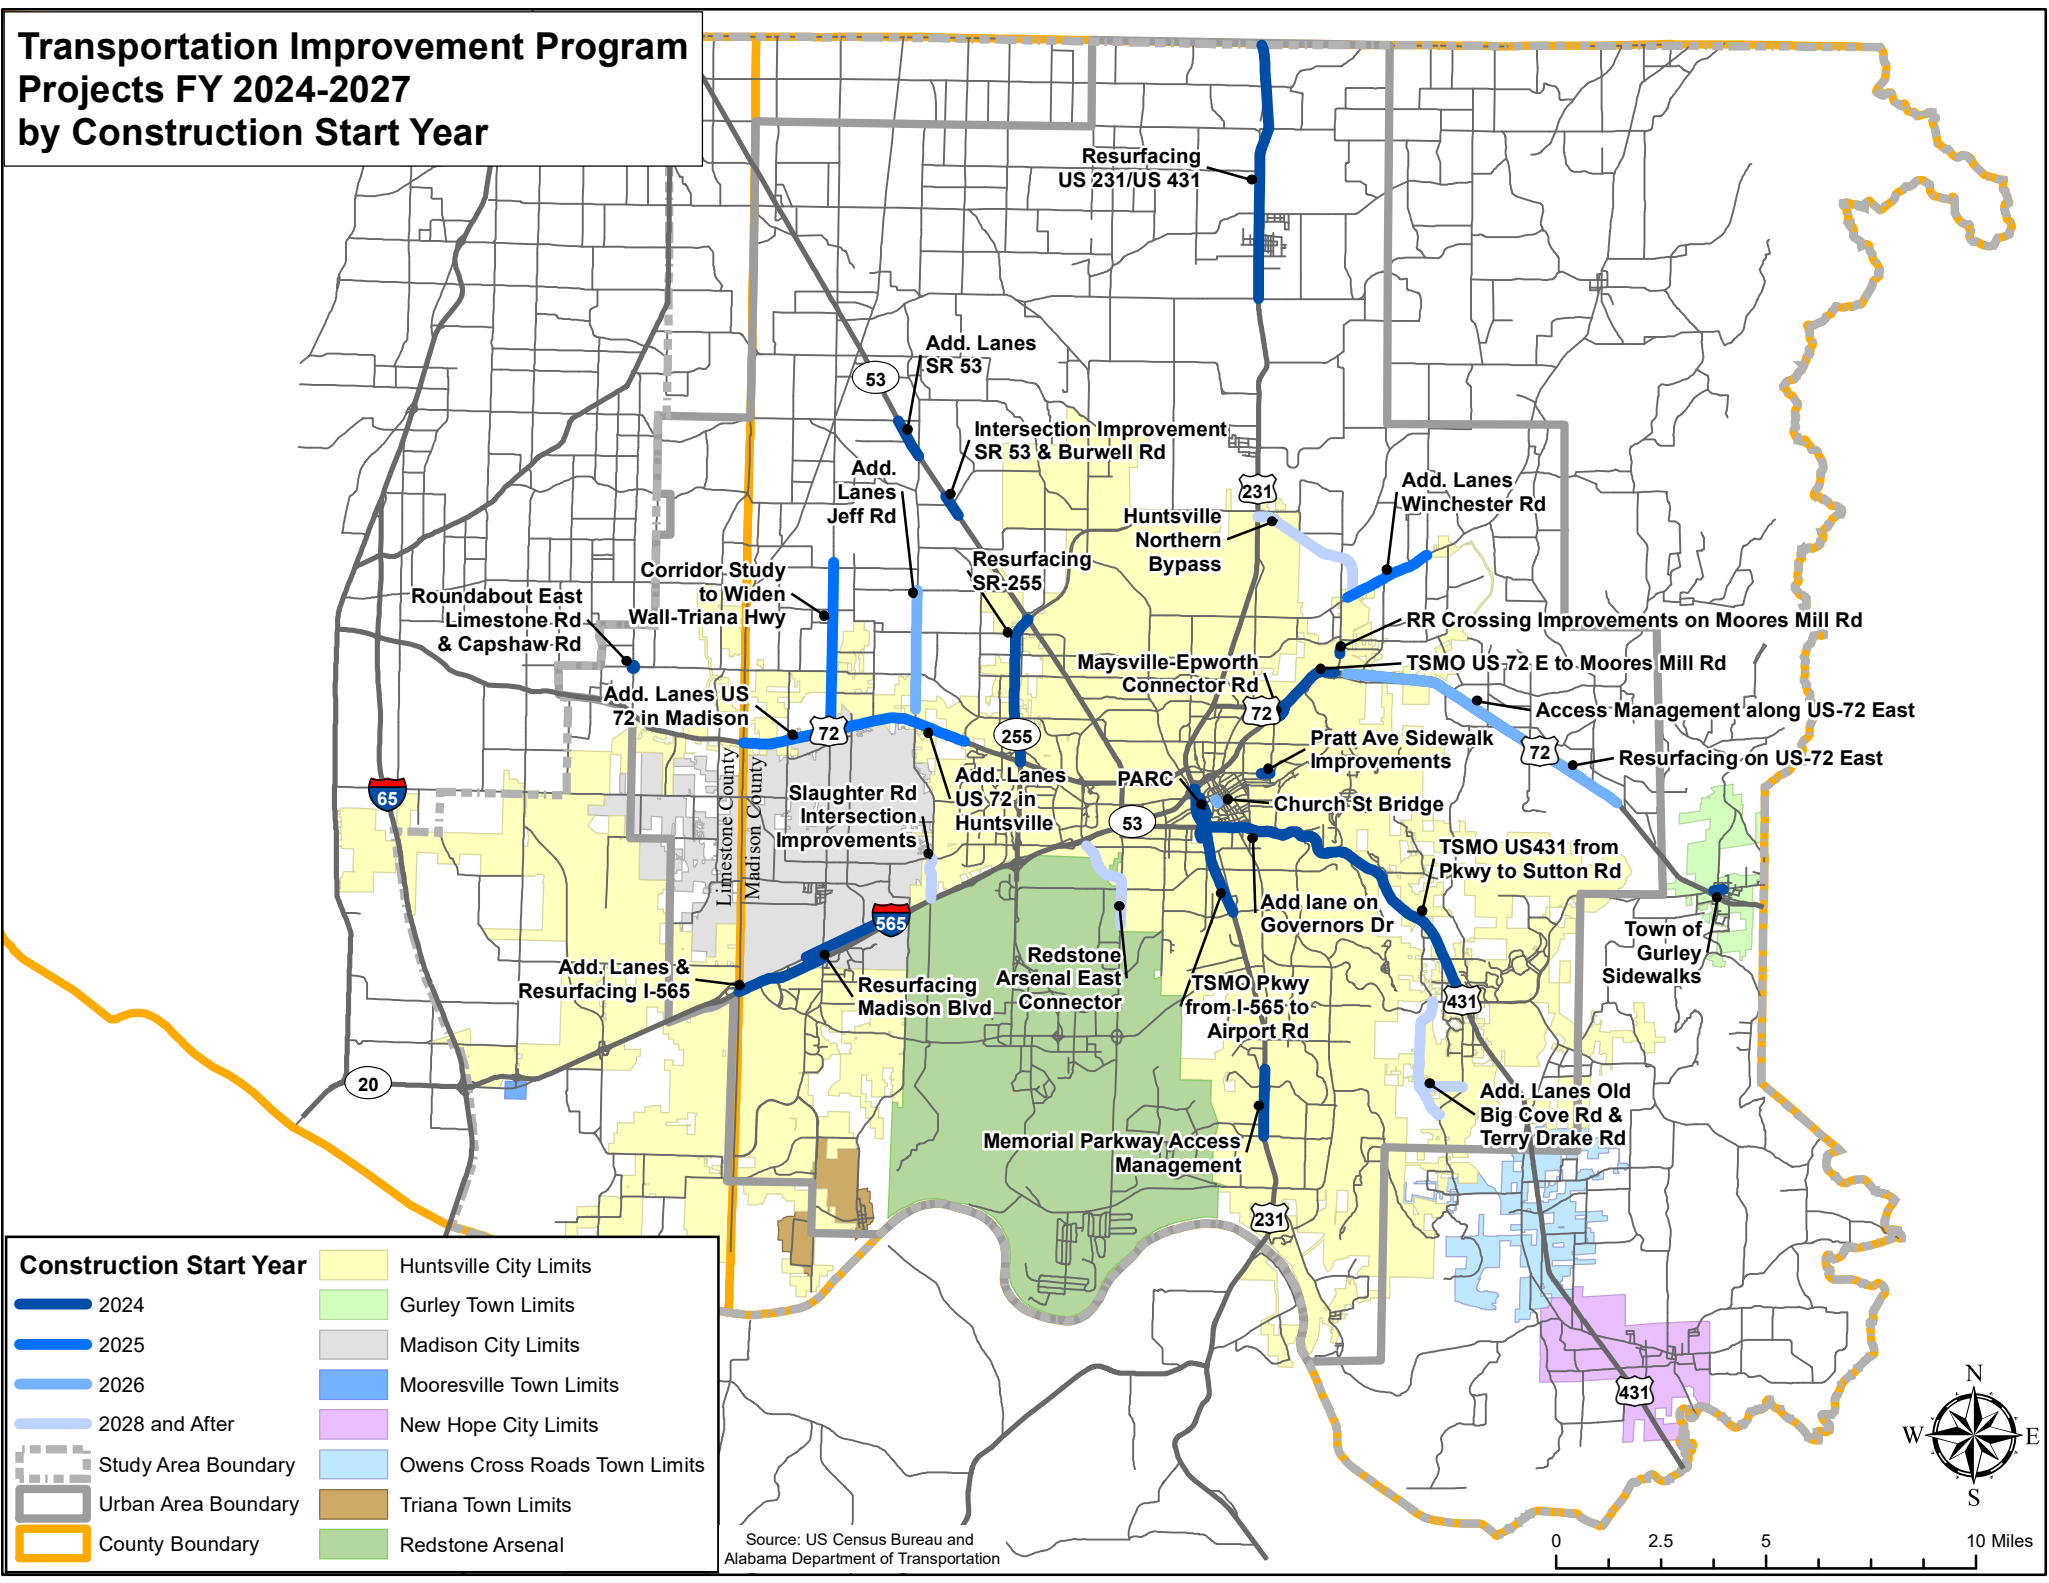 Transportation Improvement Program
Projects FY 2024-2027
by Construction Start Year
Resurfacing
US 231/US 431
Add. Lanes
SR 53
53
Intersection Improvement
SR 53 & Burwell Rd
Add.
Lanes
Jeff Rd
231
Add. Lanes
Winchester Rd
Huntsville
Northern
Bypass
Resurfacing
SR-255
Corridor Study
to Widen
Wall-Triana Hwy
Roundabout East
Limestone Rd
& Capshaw Rd
RR Crossing Improvements on Moores Mill Rd
Maysville-Epworth
Connector Rd
TSMO US-72 E to Moores Mill Rd
Add. Lanes US
72 in Madison
72
72
Access Management along US-72 East
255
Pratt Ave Sidewalk
Improvements
72
Resurfacing on US-72 East
PARC
Add. Lanes
US 72 in
Huntsville
Limestone County
Madison County
65
Slaughter Rd
Intersection
Improvements
53
Church St Bridge
TSMO US431 from
Pkwy to Sutton Rd
Add lane on
Governors Dr
565
Town of
Gurley
Sidewalks
Redstone
Arsenal East
Connector
Add. Lanes &
Resurfacing I-565
Resurfacing
Madison Blvd
TSMO Pkwy
from I-565 to
Airport Rd
431
20
Add. Lanes Old
Big Cove Rd &
Terry Drake Rd
Memorial Parkway Access
Management
231
431
Construction Start Year
2024
2025
2026
2028 and After
Study Area Boundary
Urban Area Boundary
County Boundary
Huntsville City Limits
Gurley Town Limits
Madison City Limits
Mooresville Town Limits
New Hope City Limits
Owens Cross Roads Town Limits
Triana Town Limits
Redstone Arsenal
Source: US Census Bureau and
Alabama Department of Transportation
N
W
E
S
0 2.5 5 10 Miles